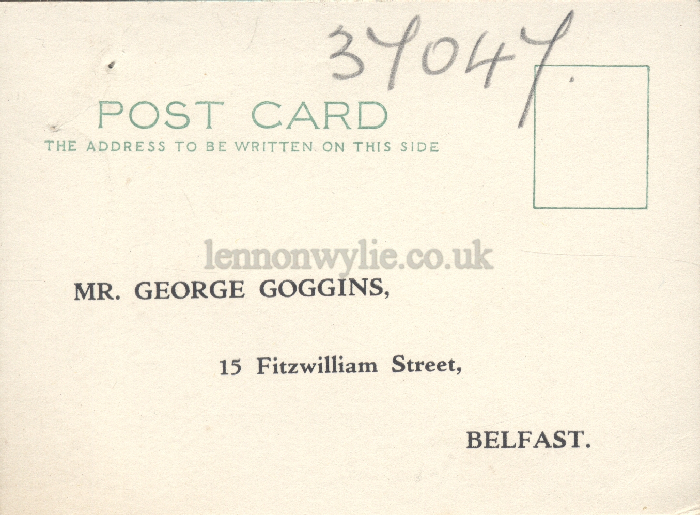 37047
POST CARD
THE ADDRESS TO BE WRITTEN ON THIS SIDE
lennonwylie.co.uk
MR. GEORGE GOGGINS,
15 Fitzwilliam Street,
BELFAST.